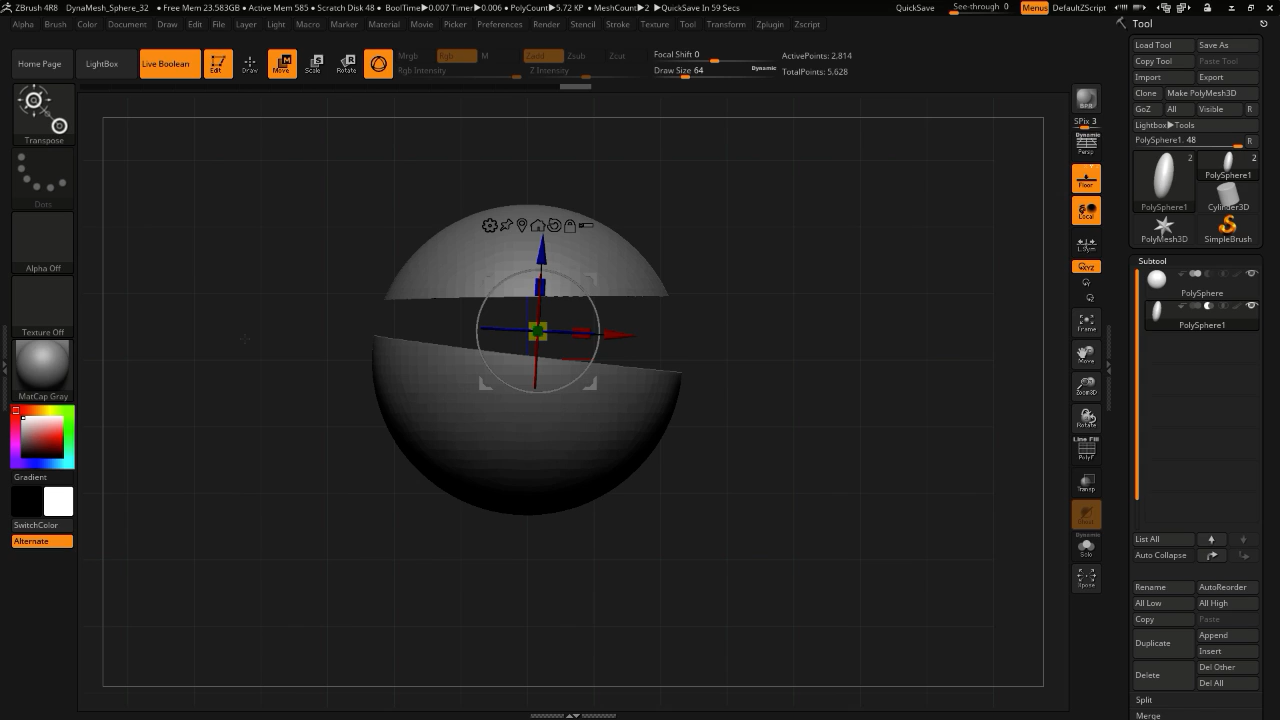 ZBrush 4R8 DynaMesh_Sphere_32 • Free Mem 23.583GB • Active Mem 585 • Scratch Disk 48 • BoolTime▶0.007 Timer▶0.006 • PolyCount▶5.72 KP • MeshCount▶2 ▶QuickSave In 59 Secs QuickSave See-through 0 Menus DefaultZScript
Alpha Brush Color Document Draw Edit File Layer Light Macro Marker Material Movie Picker Preferences Render Stencil Stroke Texture Tool Transform Zplugin Zscript
Home Page LightBox Live Boolean Edit Draw Move Scale Rotate
Mrgb Rgb M Zadd Zsub Zcut
Rgb Intensity Z Intensity
Focal Shift 0
Draw Size 64 Dynamic
ActivePoints: 2.814
TotalPoints: 5.628
Transpose
Dots
Alpha Off
Texture Off
MatCap Gray
Gradient
SwitchColor
Alternate
BPR
SPix 3
Dynamic
Persp
Floor
Local
L.Sym
XYZ
Frame
Move
Zoom3D
Rotate
Line Fill
PolyF
Transp
Ghost
Dynamic
Solo
Xpose
Tool
Load Tool Save As
Copy Tool Paste Tool
Import Export
Clone Make PolyMesh3D
GoZ All Visible R
Lightbox▶Tools
PolySphere1. 48 R
2 2
PolySphere1
PolySphere1 Cylinder3D
PolyMesh3D SimpleBrush
Subtool
PolySphere
PolySphere1
List All
Auto Collapse
Rename AutoReorder
All Low All High
Copy Paste
Duplicate Append
Insert
Delete Del Other
Del All
Split
Merge